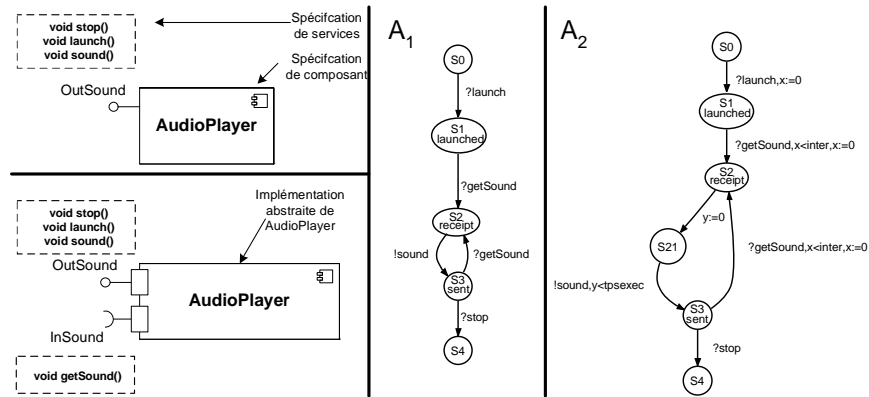 void stop()
void launch()
void sound()
Spécifcation
de services
Spécifcation
de composant
OutSound
AudioPlayer
void stop()
void launch()
void sound()
Implémentation
abstraite de
AudioPlayer
OutSound
AudioPlayer
InSound
void getSound()
A1
S0
?launch
S1
launched
?getSound
S2
receipt
!sound
?getSound
S3
sent
?stop
S4
A2
S0
?launch,x:=0
S1
launched
?getSound,x<inter,x:=0
S2
receipt
y:=0
S21
?getSound,x<inter,x:=0
!sound,y<tpsexec
S3
sent
?stop
S4